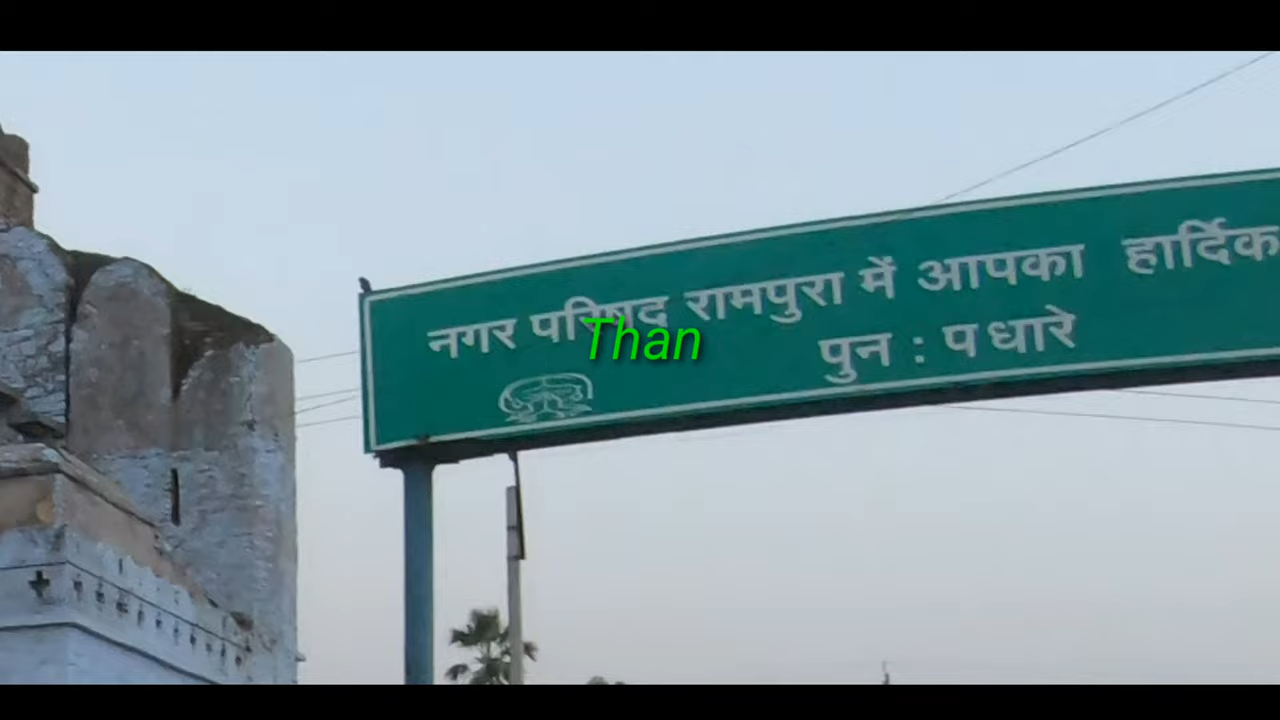 नगर परिषद रामपुरा में आपका हार्दिक
पुन : पधारे
Than